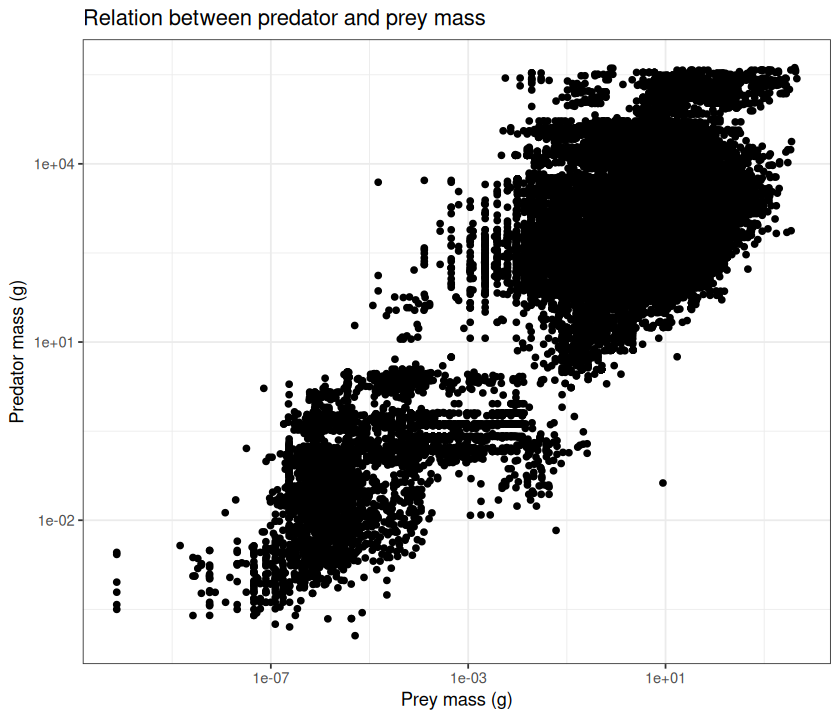 Relation between predator and prey mass
Predator mass (g)
1e+04
1e+01
1e-02
1e-07
1e-03
1e+01
Prey mass (g)